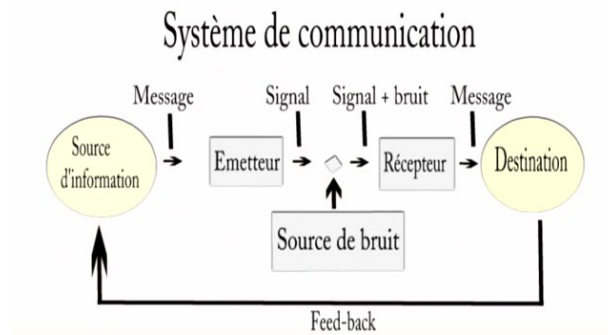 Système de communication
Message Signal Signal + bruit Message
Source
d'information
Emetteur
Récepteur
Destination
Source de bruit
Feed-back